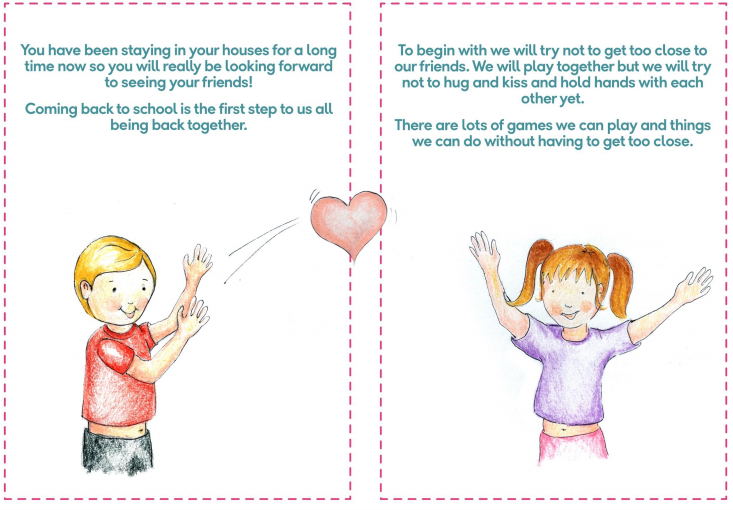 You have been staying in your houses for a long
time now so you will really be looking forward
to seeing your friends!
Coming back to school is the first step to us all
being back together.
To begin with we will try not to get too close to
our friends. We will play together but we will try
not to hug and kiss and hold hands with each
other yet.
There are lots of games we can play and things
we can do without having to get too close.